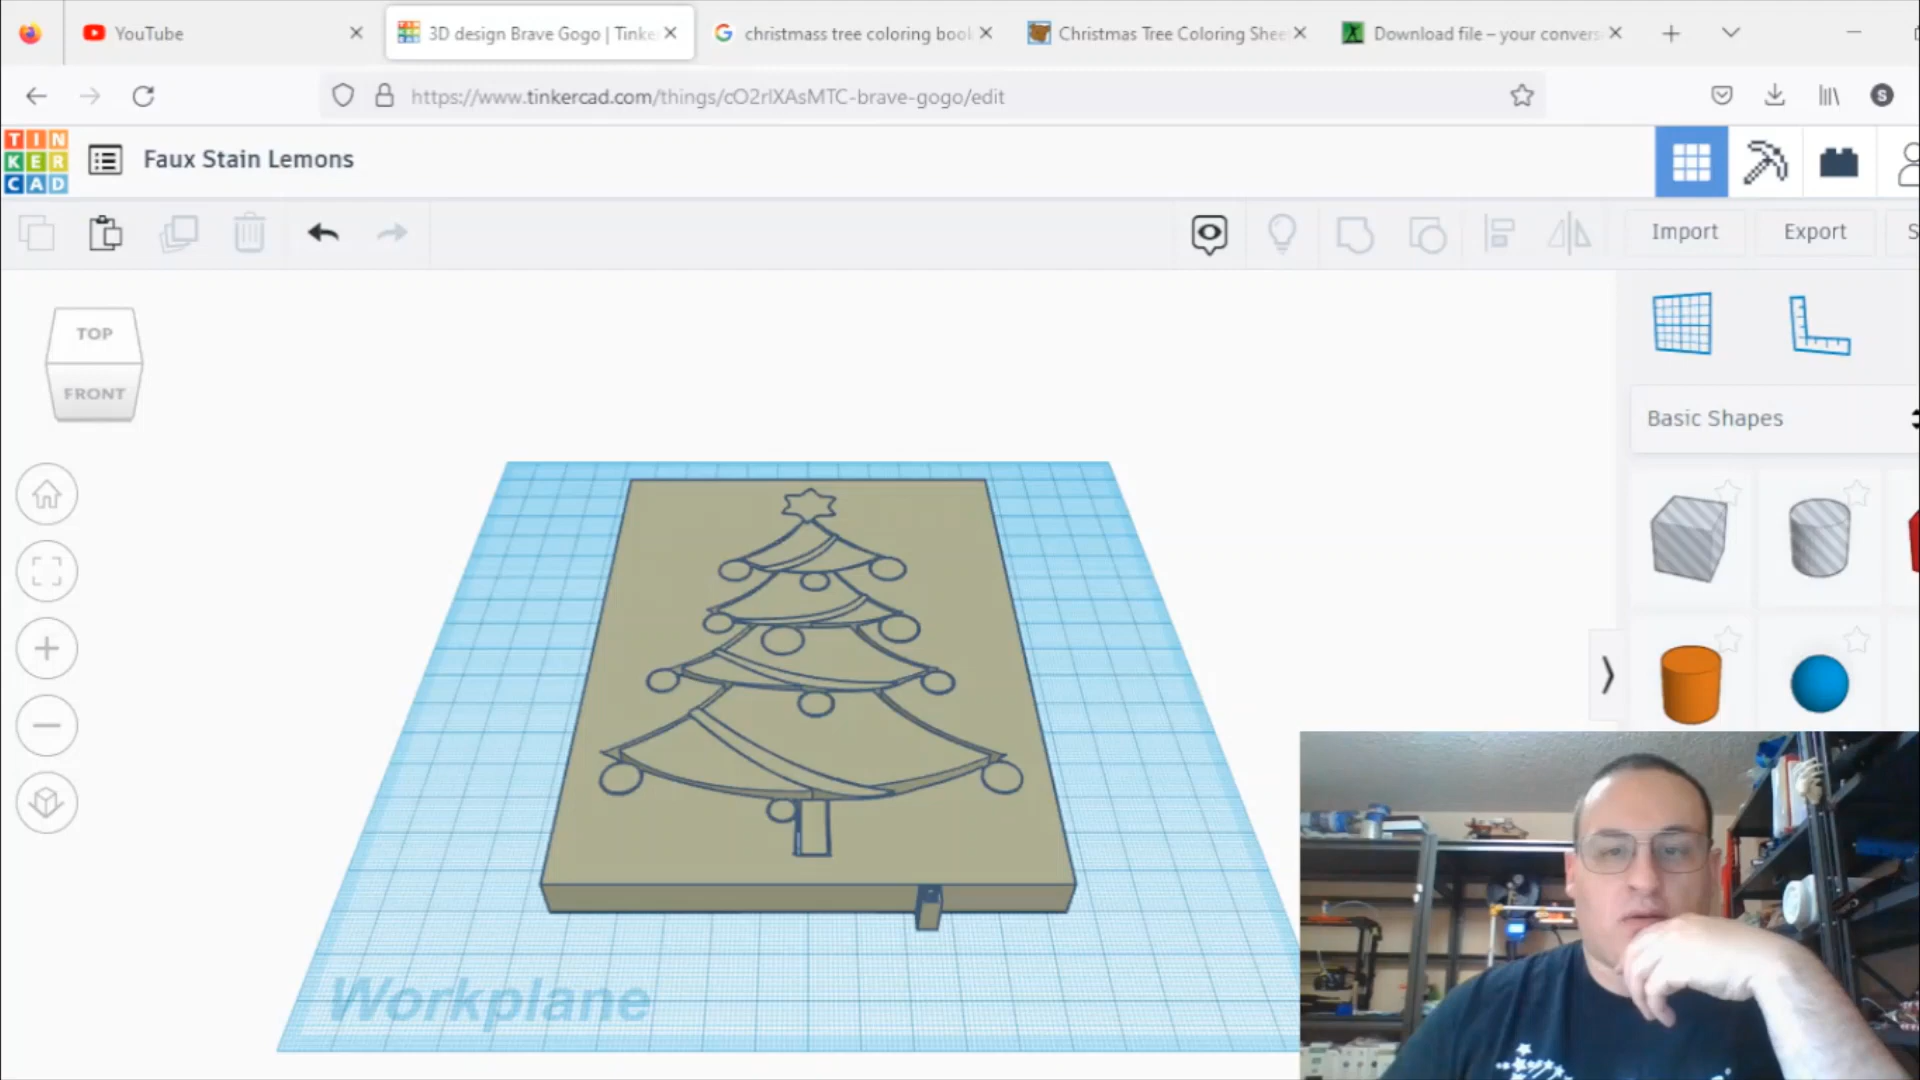 YouTube
3D design Brave Gogo | Tinke
christmass tree coloring bool
Christmas Tree Coloring Shee
Download file – your convers
https://www.tinkercad.com/things/cO2rlXAsMTC-brave-gogo/edit
S
TIN
KER
CAD
Faux Stain Lemons
Import
Export
S
TOP
FRONT
Basic Shapes
Workplane